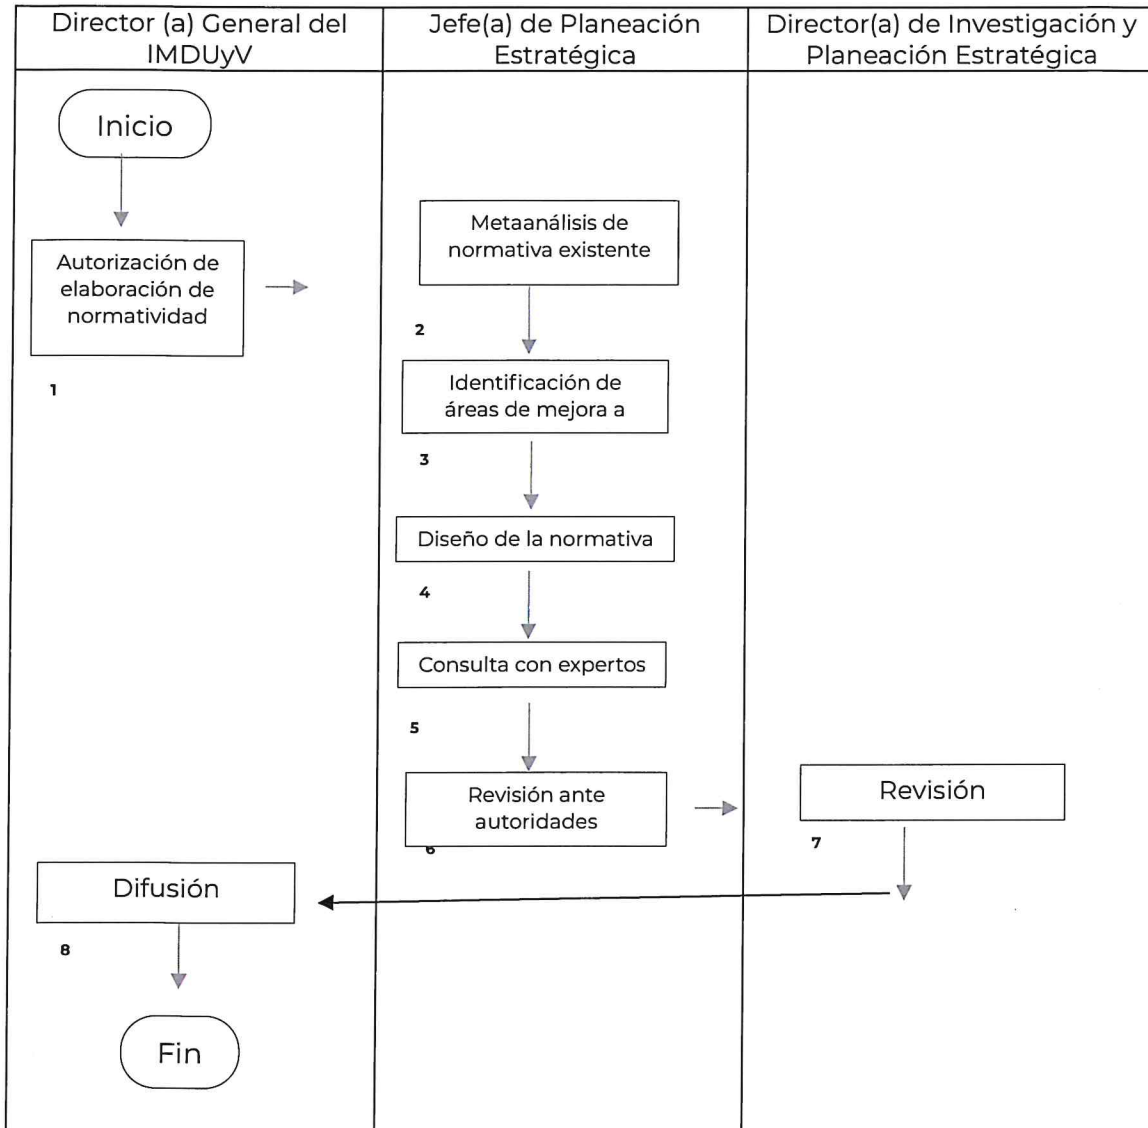 Director (a) General del
IMDUyV
Jefe(a) de Planeación
Estratégica
Director(a) de Investigación y
Planeación Estratégica
Inicio
Autorización de
elaboración de
normatividad
1
Metaanálisis de
normativa existente
2
Identificación de
áreas de mejora a
3
Diseño de la normativa
4
Consulta con expertos
5
Revisión ante
autoridades
6
Revisión
7
Difusión
8
Fin